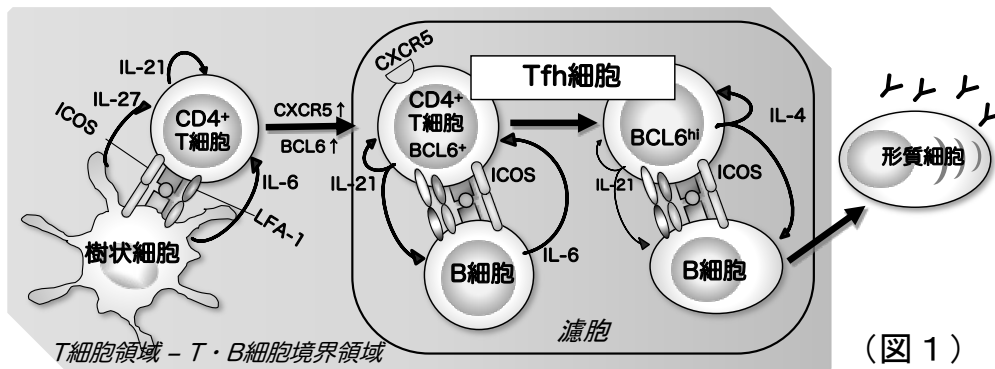 IL-21
IL-27
ICOS
CD4+
T細胞
IL-6
LFA-1
樹状細胞
CXCR5↑
BCL6↑
CXCR5
Tfh細胞
CD4+
T細胞
BCL6+
IL-21
ICOS
IL-6
B細胞
BCL6hi
IL-4
IL-21
ICOS
B細胞
形質細胞
濾胞
T細胞領域 – T・B細胞境界領域
（図1）